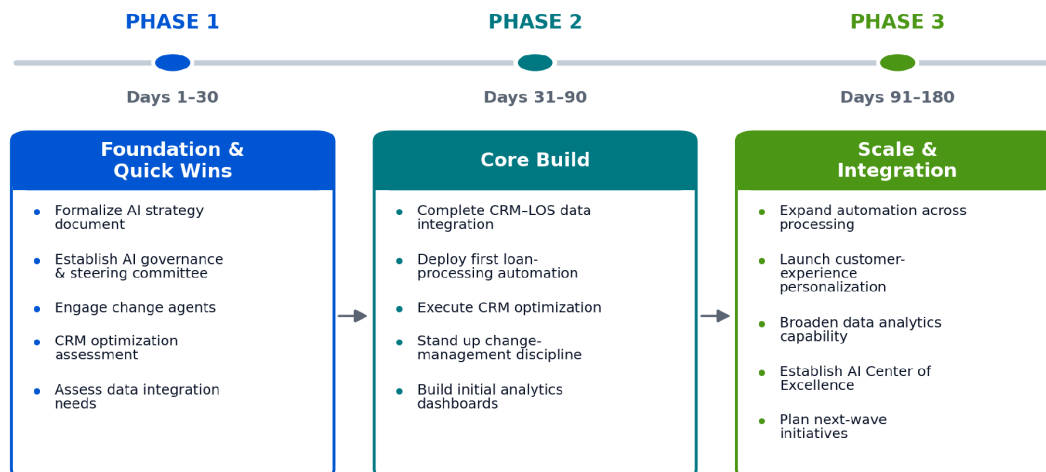 PHASE 1
PHASE 2
PHASE 3
Days 1–30
Days 31–90
Days 91–180
Foundation &
Quick Wins
• Formalize AI strategy
document
• Establish AI governance
& steering committee
• Engage change agents
• CRM optimization
assessment
• Assess data integration
needs
Core Build
• Complete CRM–LOS data
integration
• Deploy first loan-
processing automation
• Execute CRM optimization
• Stand up change-
management discipline
• Build initial analytics
dashboards
Scale &
Integration
• Expand automation across
processing
• Launch customer-
experience
personalization
• Broaden data analytics
capability
• Establish AI Center of
Excellence
• Plan next-wave
initiatives